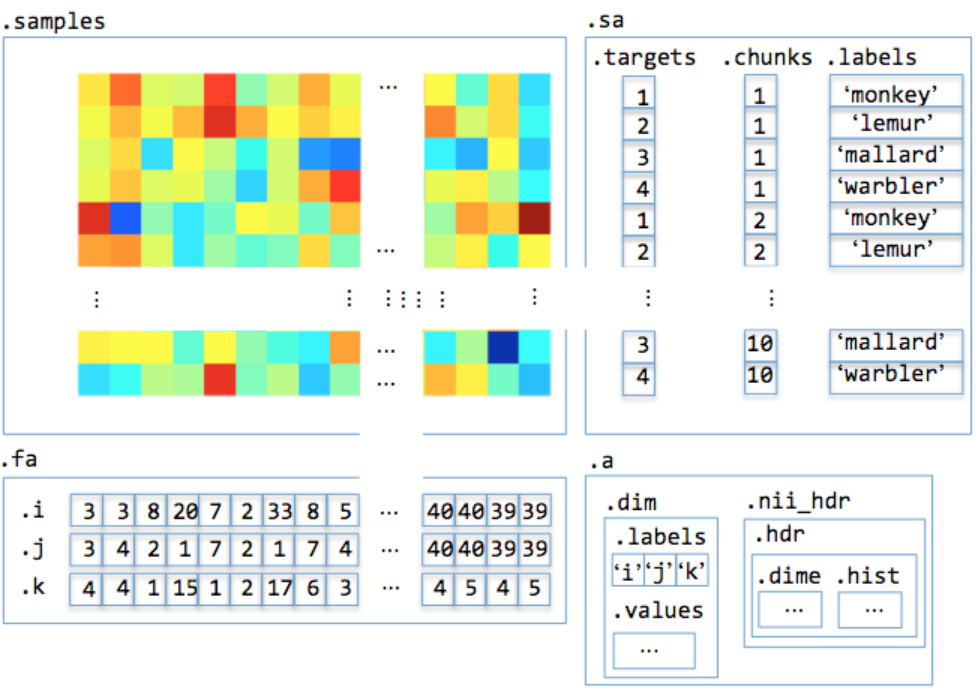 .samples
...
...
⋮ ⋮ ⋮⋮⋮ ⋮ ⋮
...
...
.sa
.targets .chunks .labels
1 1 ‘monkey’
2 1 ‘lemur’
3 1 ‘mallard’
4 1 ‘warbler’
1 2 ‘monkey’
2 2 ‘lemur’
⋮ ⋮
3 10 ‘mallard’
4 10 ‘warbler’
.fa
.i 3 3 8 20 7 2 33 8 5 ... 40 40 39 39
.j 3 4 2 1 7 2 1 7 4 ... 40 40 39 39
.k 4 4 1 15 1 2 17 6 3 ... 4 5 4 5
.a
.dim
.labels
‘i’ ‘j’ ‘k’
.values
...
.nii_hdr
.hdr
.dime .hist
... ...